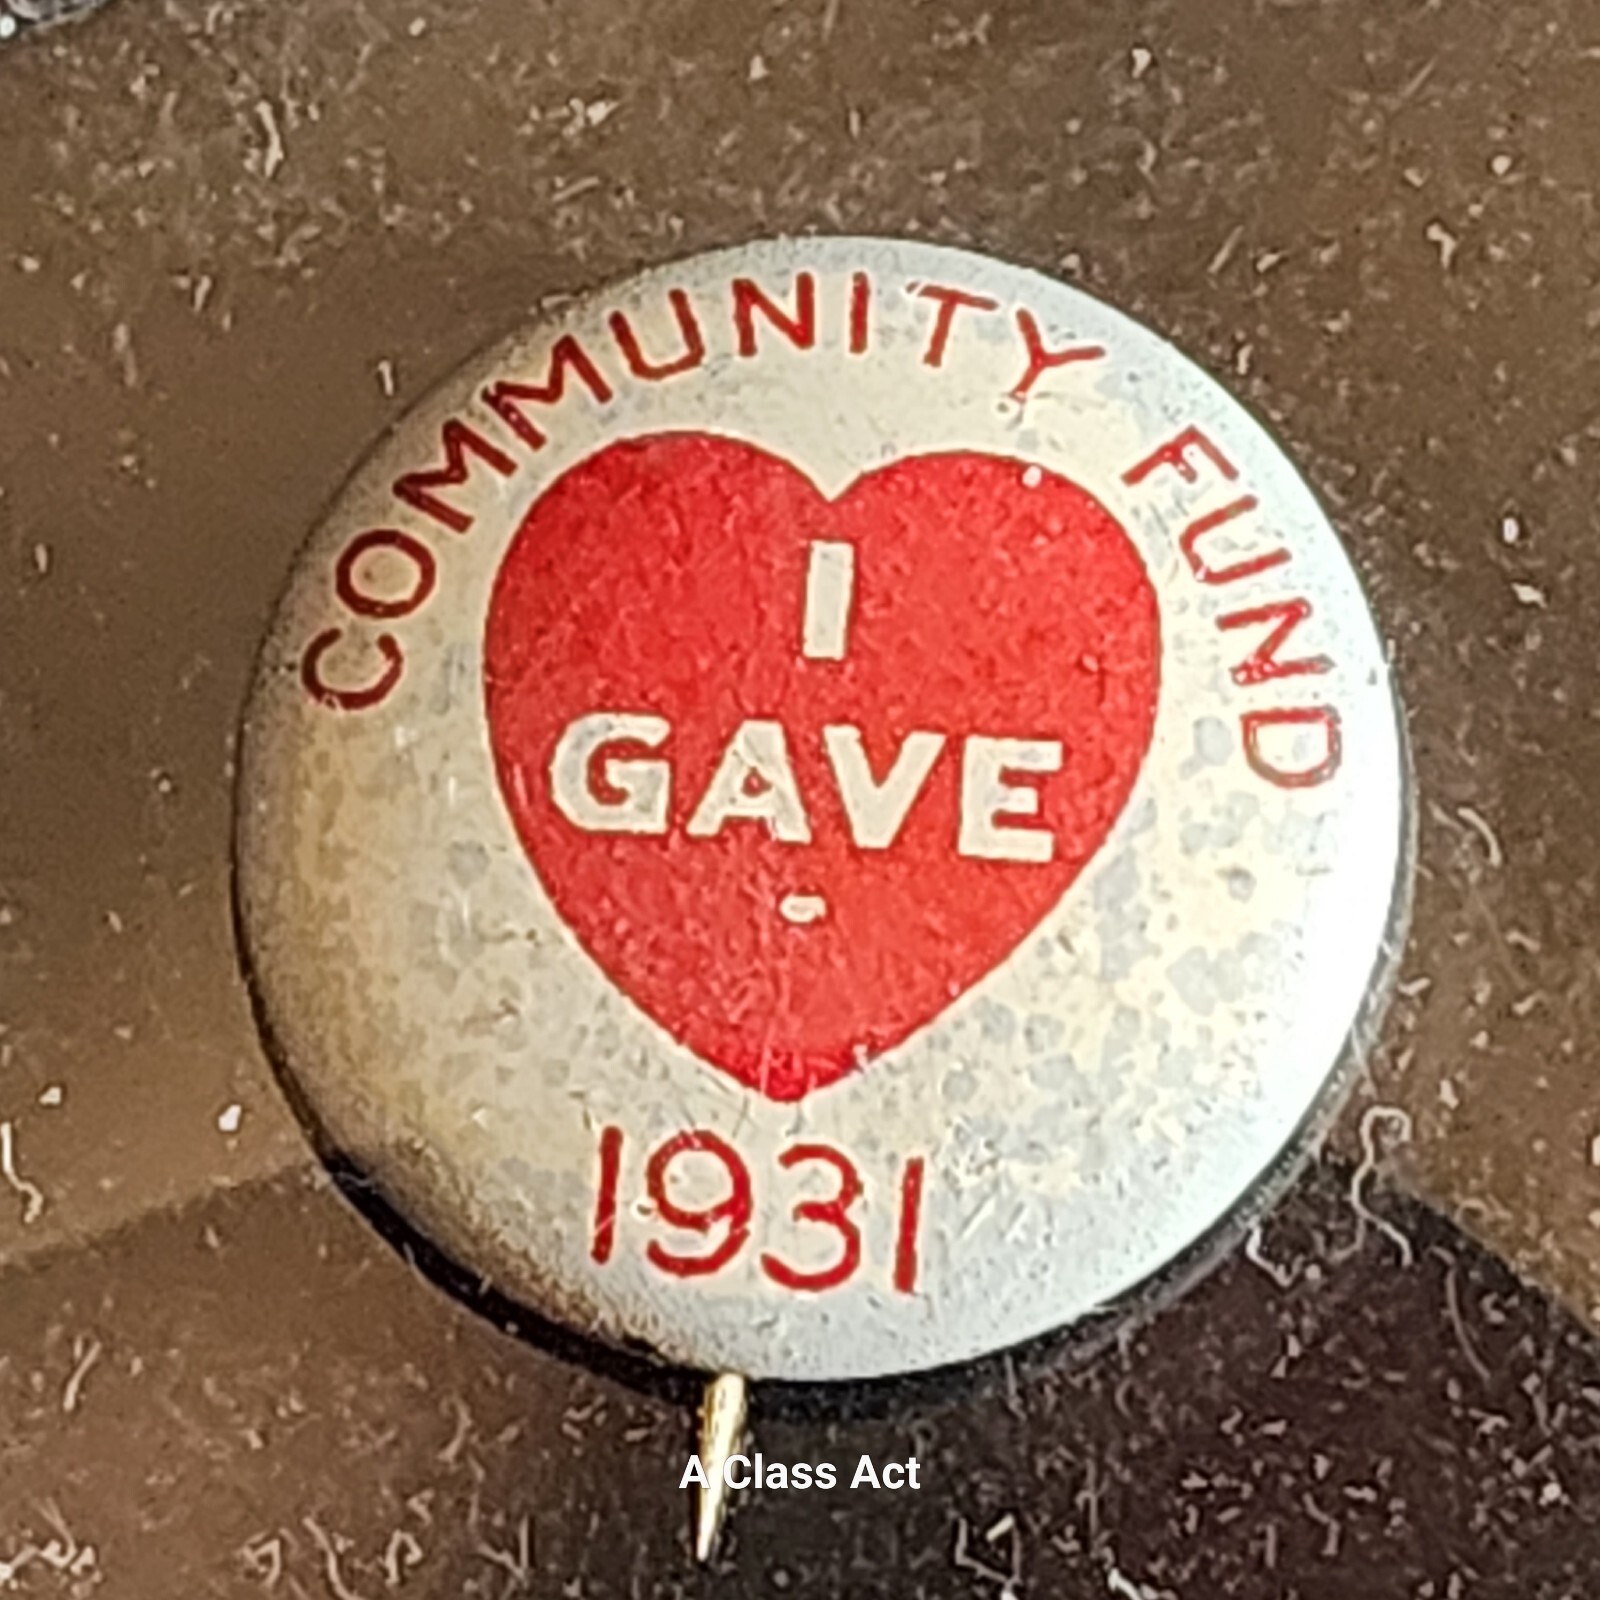 COMMUNITY FUND
I
GAVE
1931
A Class Act